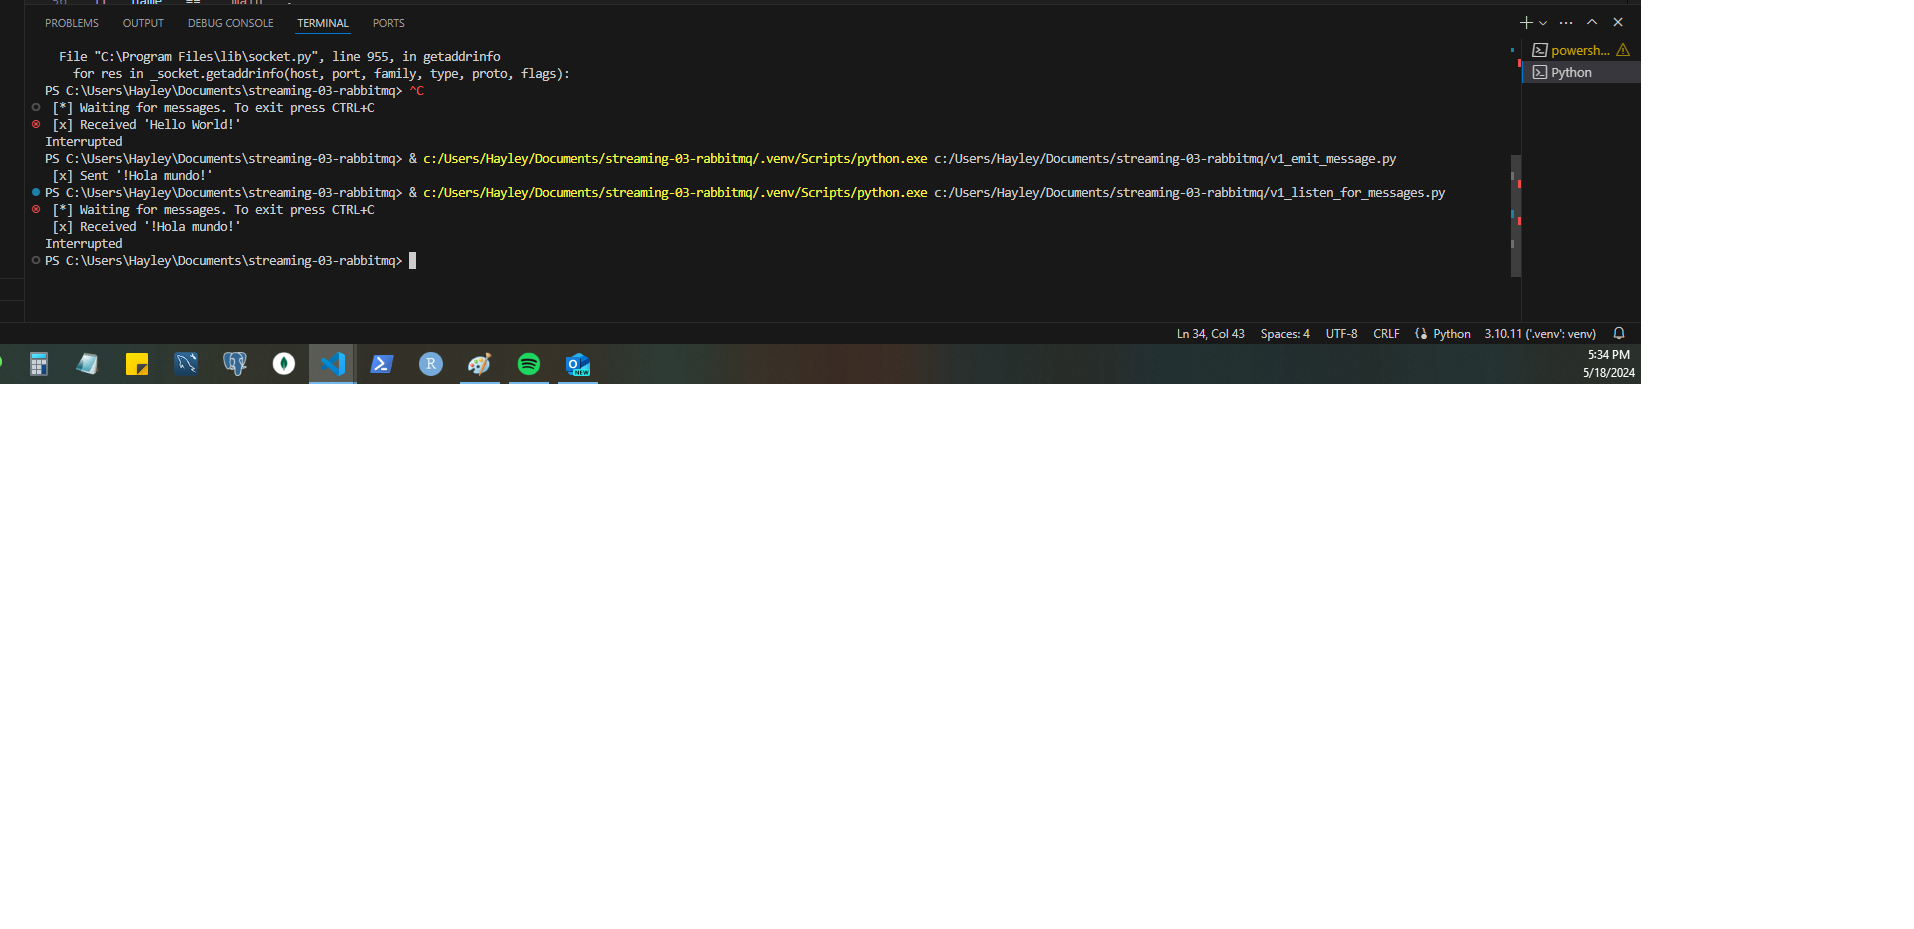 PROBLEMS OUTPUT DEBUG CONSOLE TERMINAL PORTS
File "C:\Program Files\lib\socket.py", line 955, in getaddrinfo
for res in _socket.getaddrinfo(host, port, family, type, proto, flags):
PS C:\Users\Hayley\Documents\streaming-03-rabbitmq> ^C
[*] Waiting for messages. To exit press CTRL+C
[x] Received 'Hello World!'
Interrupted
PS C:\Users\Hayley\Documents\streaming-03-rabbitmq> & c:/Users/Hayley/Documents/streaming-03-rabbitmq/.venv/Scripts/python.exe c:/Users/Hayley/Documents/streaming-03-rabbitmq/v1_emit_message.py
[x] Sent '!Hola mundo!'
PS C:\Users\Hayley\Documents\streaming-03-rabbitmq> & c:/Users/Hayley/Documents/streaming-03-rabbitmq/.venv/Scripts/python.exe c:/Users/Hayley/Documents/streaming-03-rabbitmq/v1_listen_for_messages.py
[*] Waiting for messages. To exit press CTRL+C
[x] Received '!Hola mundo!'
Interrupted
PS C:\Users\Hayley\Documents\streaming-03-rabbitmq>
powersh...
Python
Ln 34, Col 43 Spaces: 4 UTF-8 CRLF Python 3.10.11 ('.venv': venv)
R
O
NEW
5:34 PM
5/18/2024